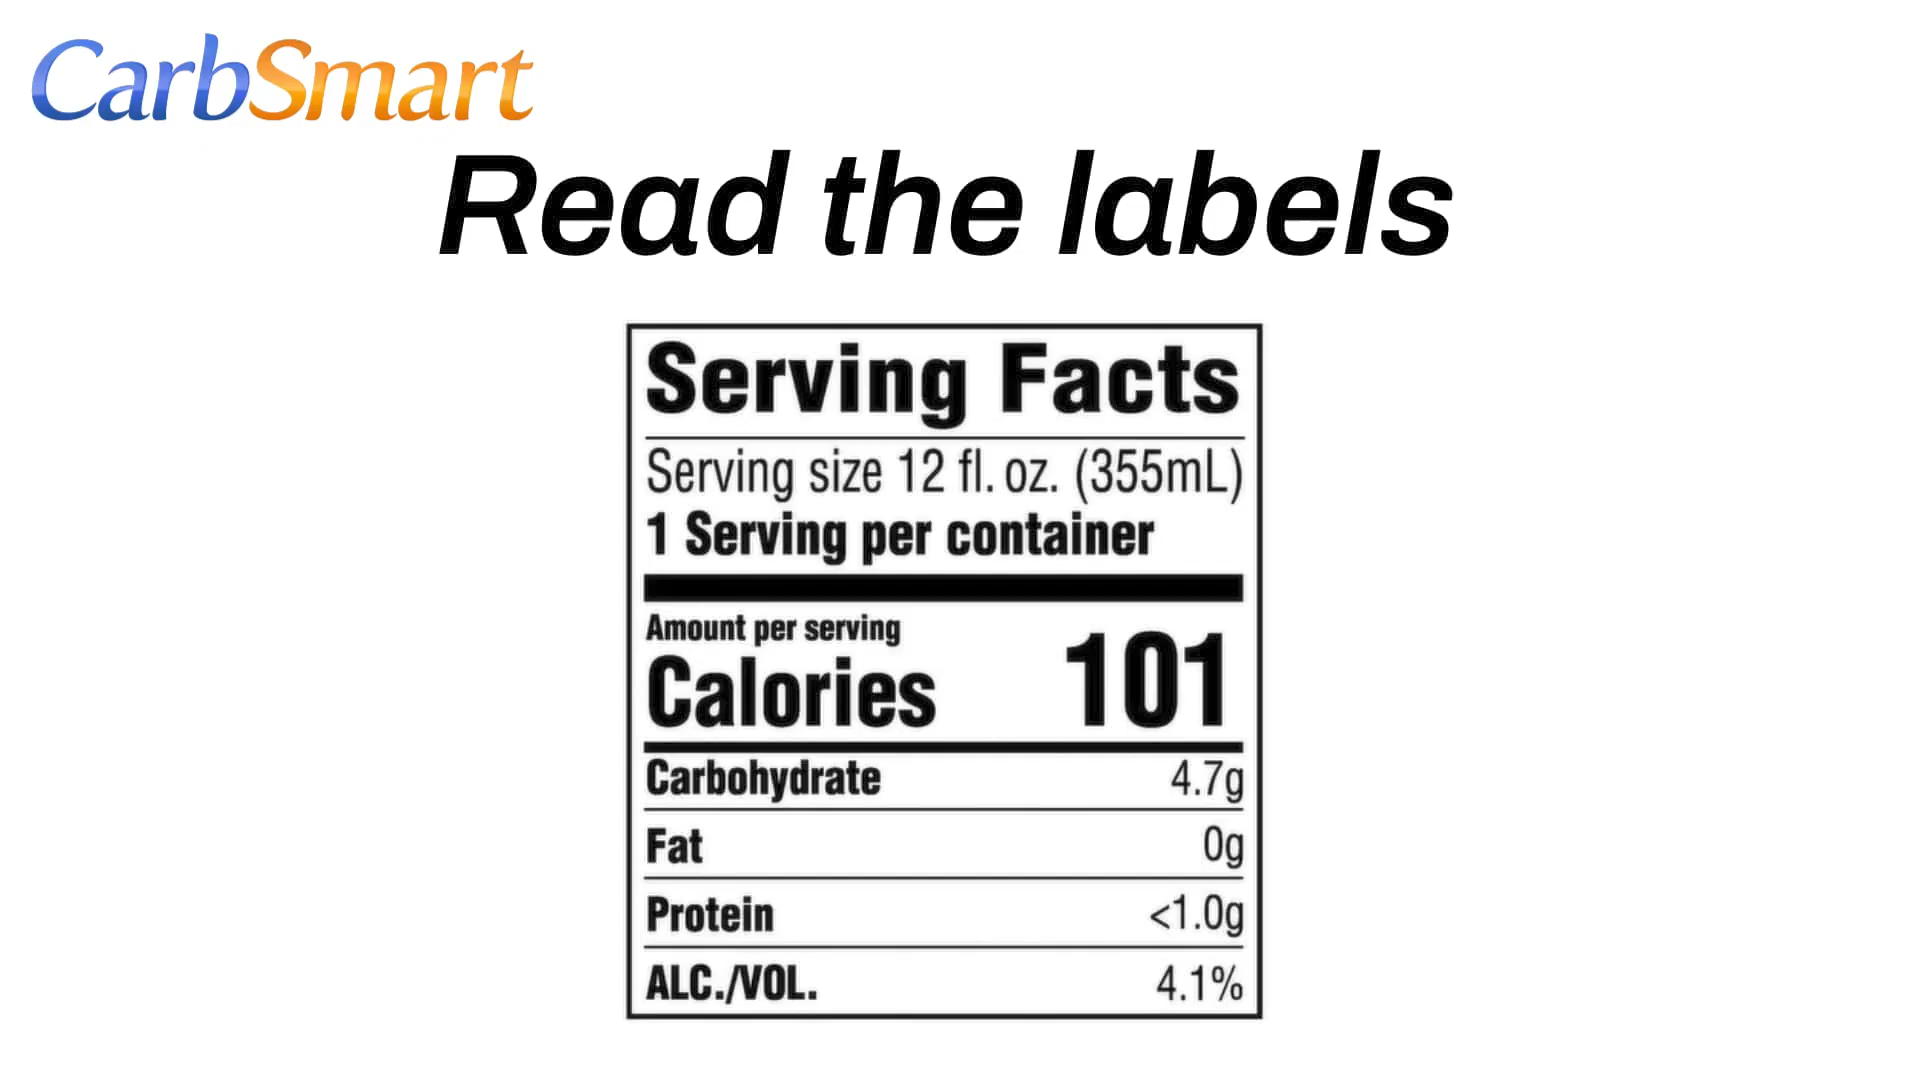 CarbSmart
Read the labels
Serving Facts
Serving size 12 fl. oz. (355mL)
1 Serving per container
Amount per serving
Calories 101
Carbohydrate 4.7g
Fat 0g
Protein <1.0g
ALC./VOL. 4.1%